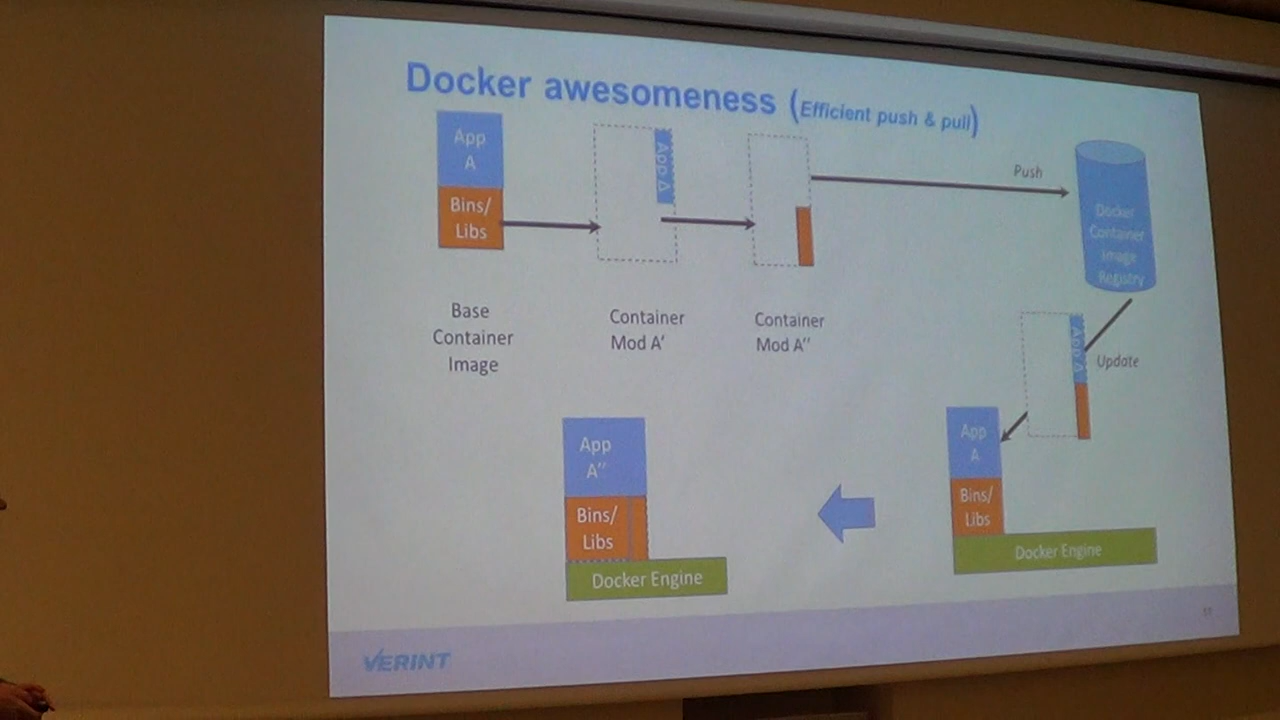 Docker awesomeness (Efficient push & pull)
App
A
Bins/
Libs
App Δ
Push
Docker
Container
Image
Registry
Base
Container
Image
Container
Mod A'
Container
Mod A''
App Δ
Update
App
A
Bins/
Libs
Docker Engine
App
A''
Bins/
Libs
Docker Engine
VERINT